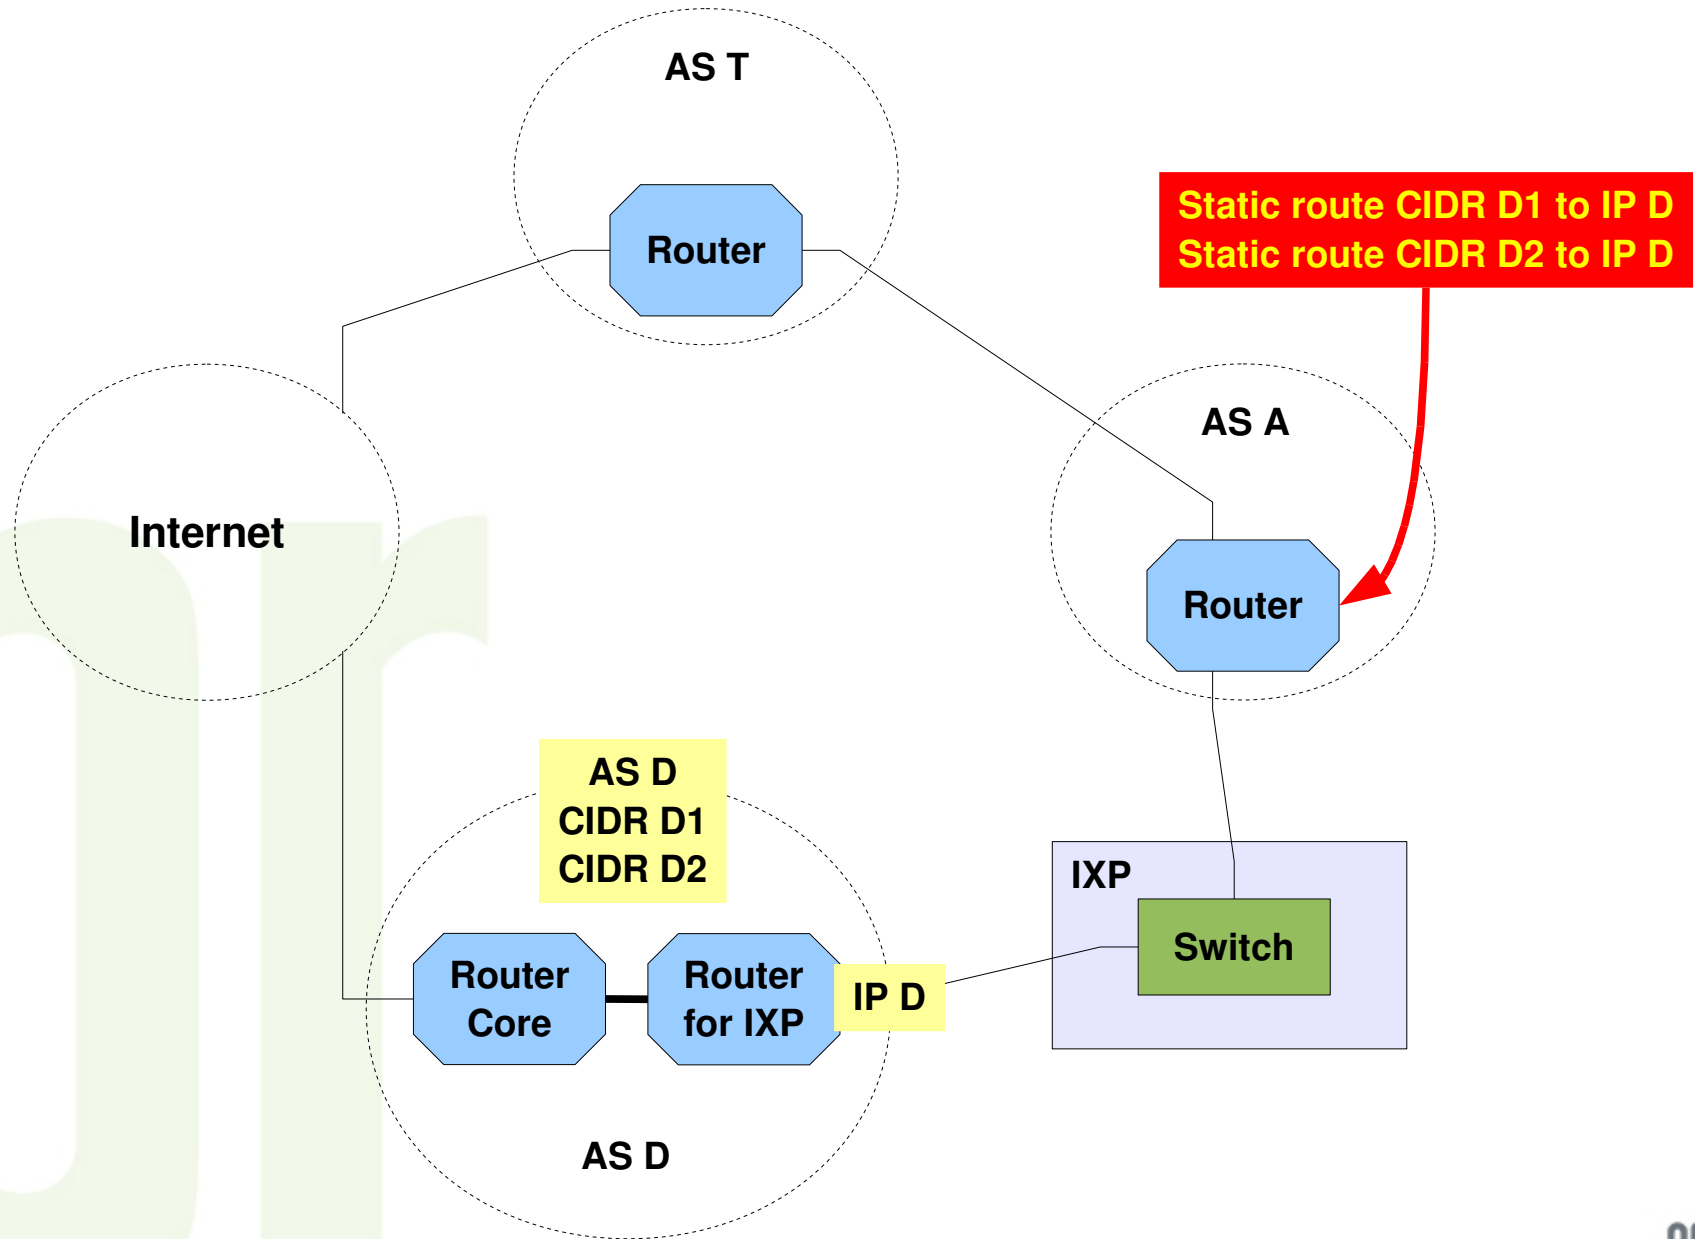 AS T
Router
Static route CIDR D1 to IP D
Static route CIDR D2 to IP D
AS A
Internet
Router
AS D
CIDR D1
CIDR D2
IXP
Switch
Router
Core
Router
for IXP
IP D
AS D